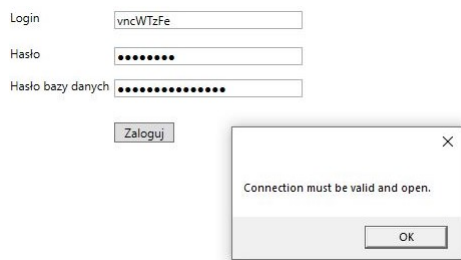 Login
vncWTzFe
Hasło
Hasło bazy danych
Zaloguj
Connection must be valid and open.
OK